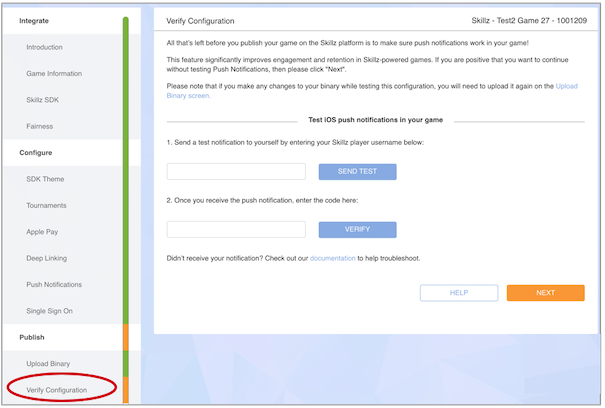 Integrate
Introduction
Game Information
Skillz SDK
Fairness
Configure
SDK Theme
Tournaments
Apple Pay
Deep Linking
Push Notifications
Single Sign On
Publish
Upload Binary
Verify Configuration
Verify Configuration
Skillz - Test2 Game 27 - 1001209
All that's left before you publish your game on the Skillz platform is to make sure push notifications work in your game!
This feature significantly improves engagement and retention in Skillz-powered games. If you are positive that you want to continue
without testing Push Notifications, then please click "Next".
Please note that if you make any changes to your binary while testing this configuration, you will need to upload it again on the Upload
Binary screen.
Test iOS push notifications in your game
1. Send a test notification to yourself by entering your Skillz player username below:
SEND TEST
2. Once you receive the push notification, enter the code here:
VERIFY
Didn't receive your notification? Check out our documentation to help troubleshoot.
HELP
NEXT